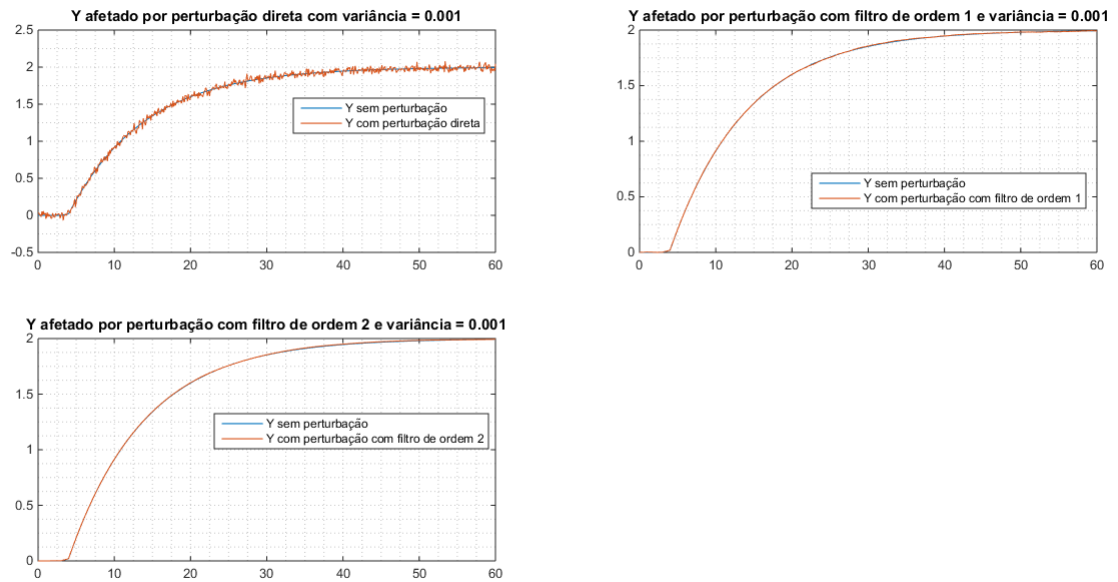 Y afetado por perturbação direta com variância = 0.001
2.5
2
1.5
1
0.5
0
-0.5
0 10 20 30 40 50 60
Y sem perturbação
Y com perturbação direta
Y afetado por perturbação com filtro de ordem 1 e variância = 0.001
2
1.5
1
0.5
0
0 10 20 30 40 50 60
Y sem perturbação
Y com perturbação com filtro de ordem 1
Y afetado por perturbação com filtro de ordem 2 e variância = 0.001
2
1.5
1
0.5
0
0 10 20 30 40 50 60
Y sem perturbação
Y com perturbação com filtro de ordem 2